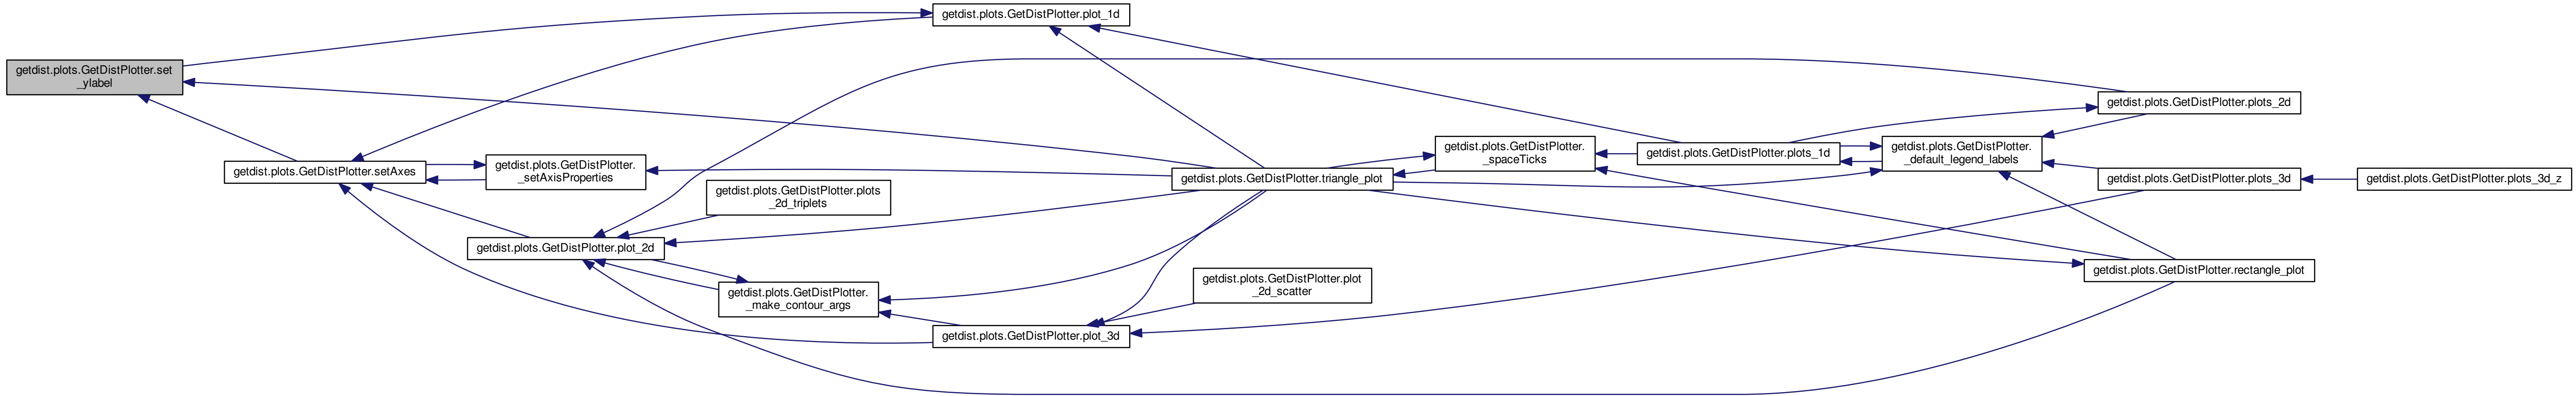 getdist.plots.GetDistPlotter.set
_ylabel
getdist.plots.GetDistPlotter.setAxes
getdist.plots.GetDistPlotter.plot_1d
getdist.plots.GetDistPlotter.
_setAxisProperties
getdist.plots.GetDistPlotter.plots
_2d_triplets
getdist.plots.GetDistPlotter.plot_2d
getdist.plots.GetDistPlotter.
_make_contour_args
getdist.plots.GetDistPlotter.plot_3d
getdist.plots.GetDistPlotter.triangle_plot
getdist.plots.GetDistPlotter.plot
_2d_scatter
getdist.plots.GetDistPlotter.
_spaceTicks
getdist.plots.GetDistPlotter.plots_1d
getdist.plots.GetDistPlotter.
_default_legend_labels
getdist.plots.GetDistPlotter.plots_2d
getdist.plots.GetDistPlotter.plots_3d
getdist.plots.GetDistPlotter.rectangle_plot
getdist.plots.GetDistPlotter.plots_3d_z